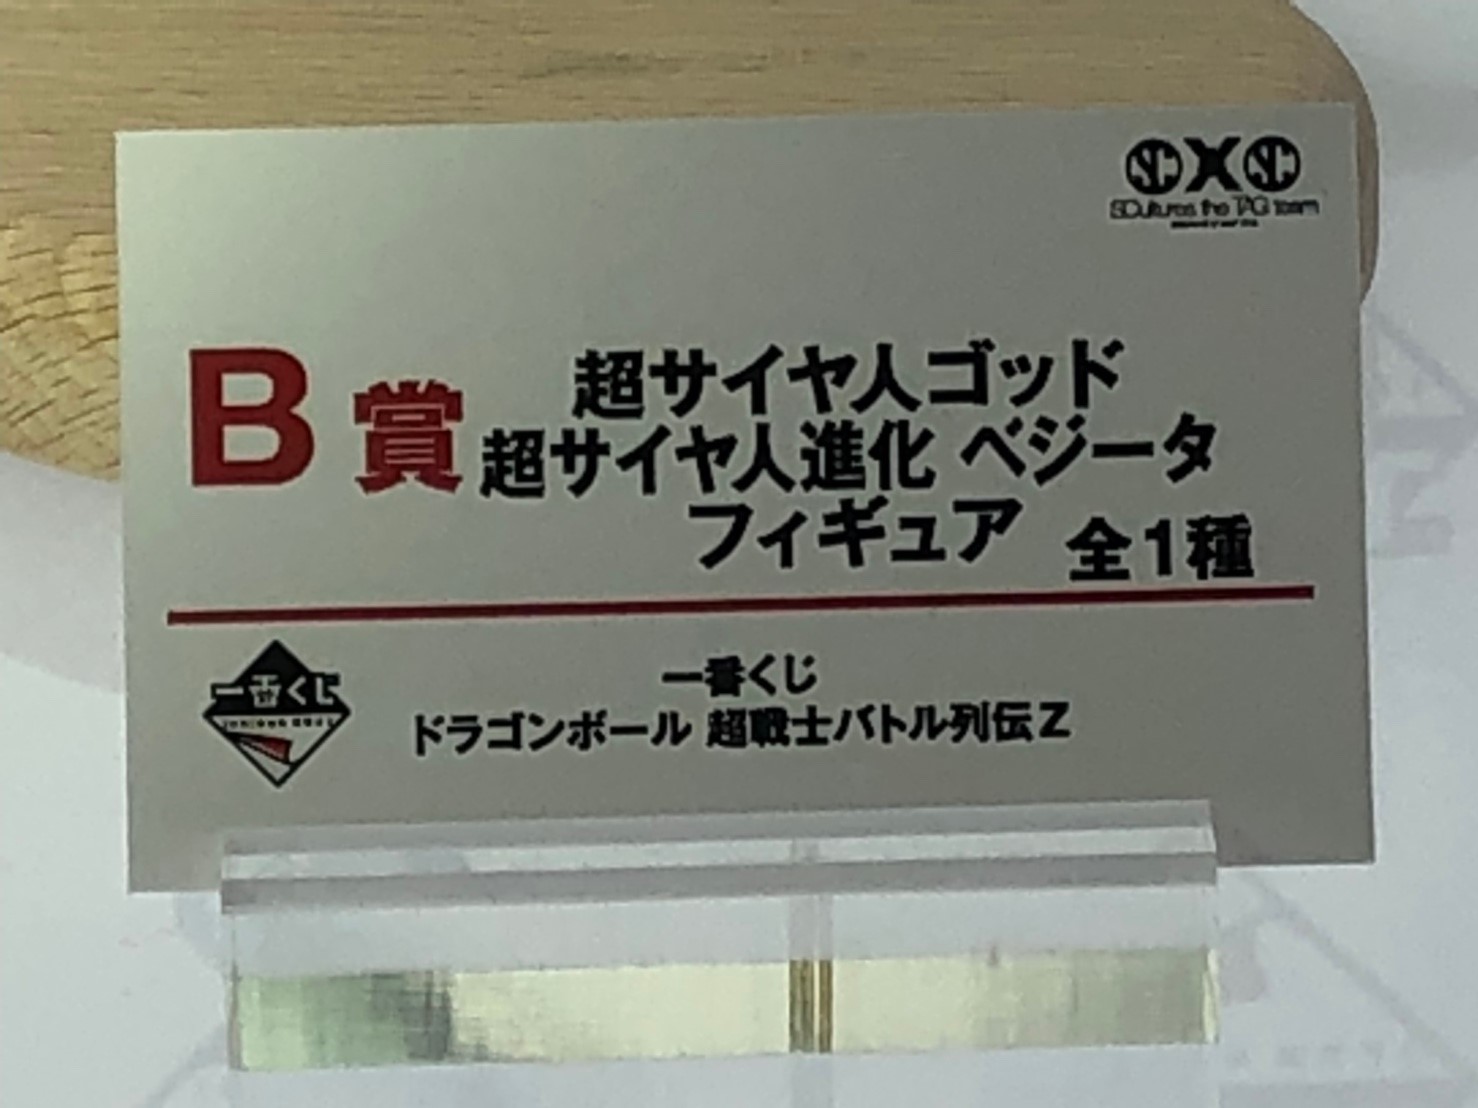 SCultures the TAG team
B賞
超サイヤ人ゴッド
超サイヤ人進化 ベジータ
フィギュア 全1種
一番くじ
一番くじ
ドラゴンボール 超戦士バトル列伝Z